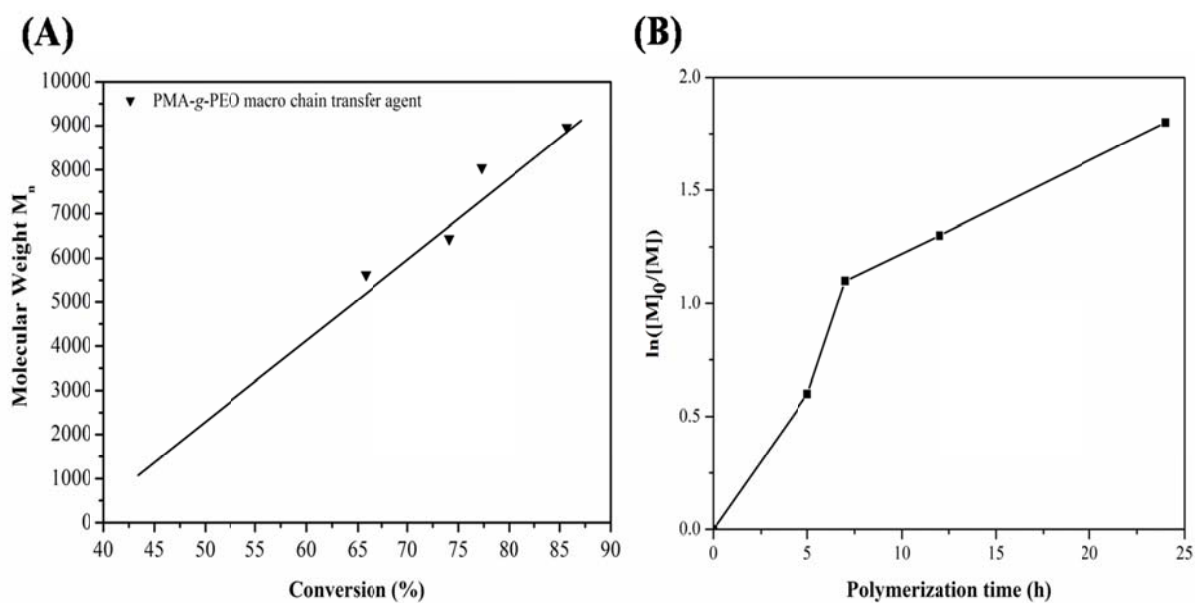 (A)
10000
9000
8000
7000
6000
5000
4000
3000
2000
1000
0
Molecular Weight Mn
▼ PMA-g-PEO macro chain transfer agent
40 45 50 55 60 65 70 75 80 85 90
Conversion (%)
(B)
2.0
1.5
1.0
0.5
0.0
ln([M]0/[M])
0 5 10 15 20 25
Polymerization time (h)